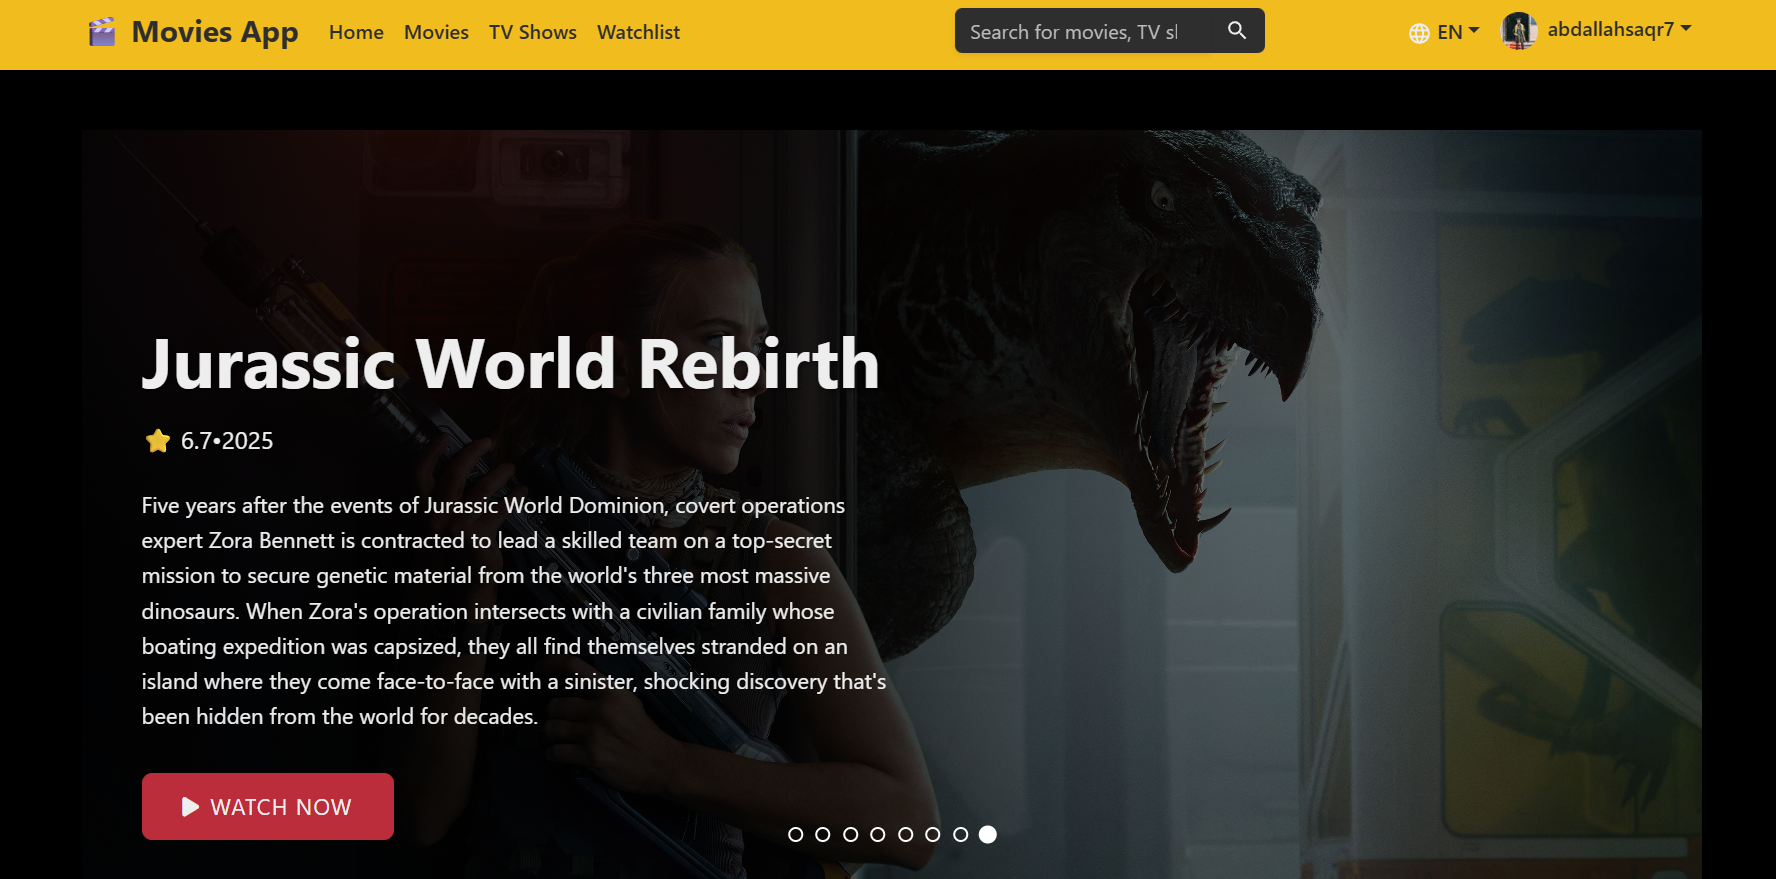 Movies App
Home
Movies
TV Shows
Watchlist
Search for movies, TV sl
EN
abdallahsaqr7
Jurassic World Rebirth
6.7•2025
Five years after the events of Jurassic World Dominion, covert operations
expert Zora Bennett is contracted to lead a skilled team on a top-secret
mission to secure genetic material from the world's three most massive
dinosaurs. When Zora's operation intersects with a civilian family whose
boating expedition was capsized, they all find themselves stranded on an
island where they come face-to-face with a sinister, shocking discovery that's
been hidden from the world for decades.
WATCH NOW